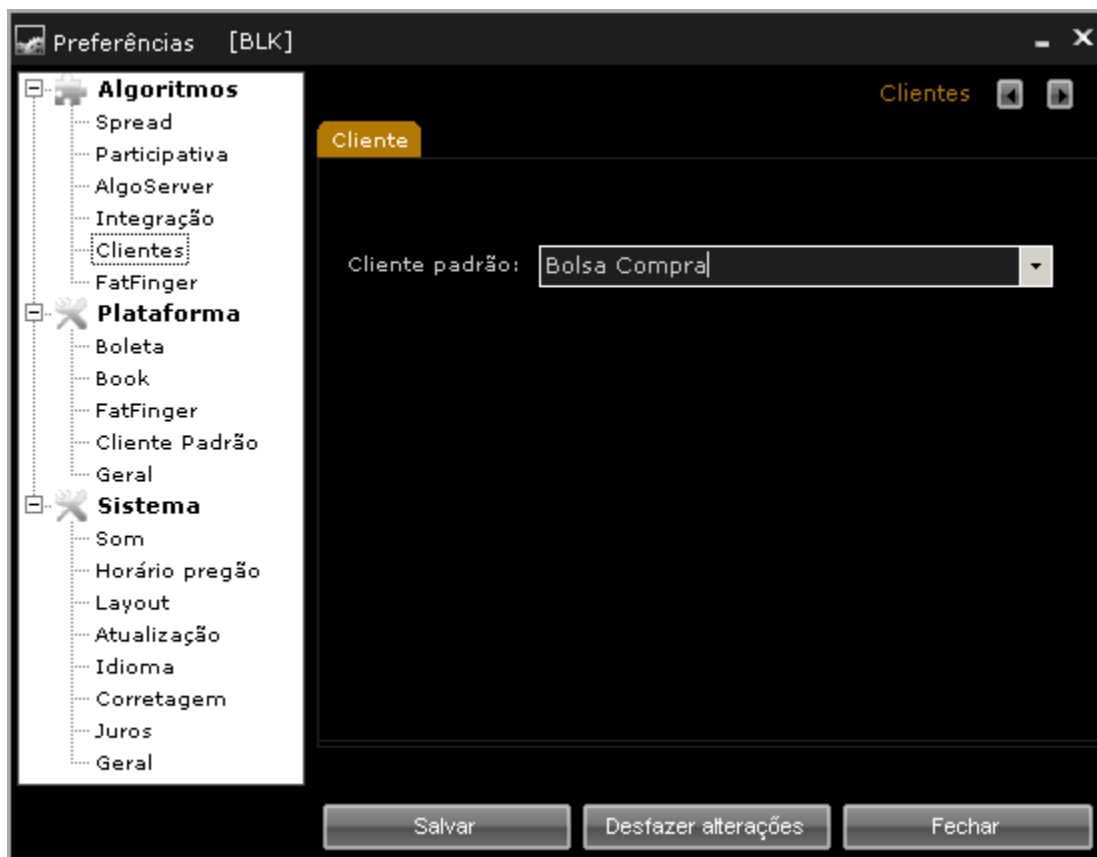 Preferências [BLK]
Algoritmos
Spread
Participativa
AlgoServer
Integração
Clientes
FatFinger
Plataforma
Boleta
Book
FatFinger
Cliente Padrão
Geral
Sistema
Som
Horário pregão
Layout
Atualização
Idioma
Corretagem
Juros
Geral
Clientes
Cliente
Cliente padrão: Bolsa Compra
Salvar Desfazer alterações Fechar